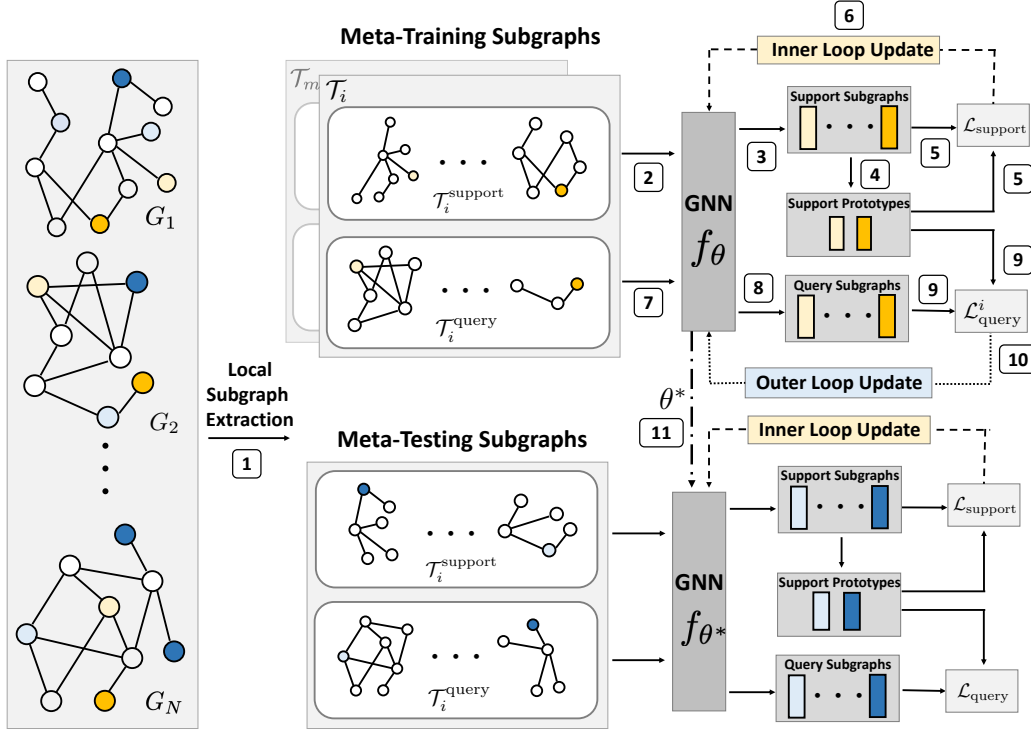 6
Meta-Training Subgraphs
Inner Loop Update
𝒯_m
𝒯_i
Support Subgraphs
G_1
𝒯_i^support
2
3
5
ℒ_support
4
5
GNN
f_θ
Support Prototypes
9
7
8
Query Subgraphs
9
𝒯_i^query
ℒ_query^i
10
Local
Subgraph
Extraction
1
G_2
θ*
11
Outer Loop Update
Meta-Testing Subgraphs
Inner Loop Update
Support Subgraphs
𝒯_i^support
ℒ_support
GNN
f_θ*
Support Prototypes
Query Subgraphs
𝒯_i^query
ℒ_query
G_N